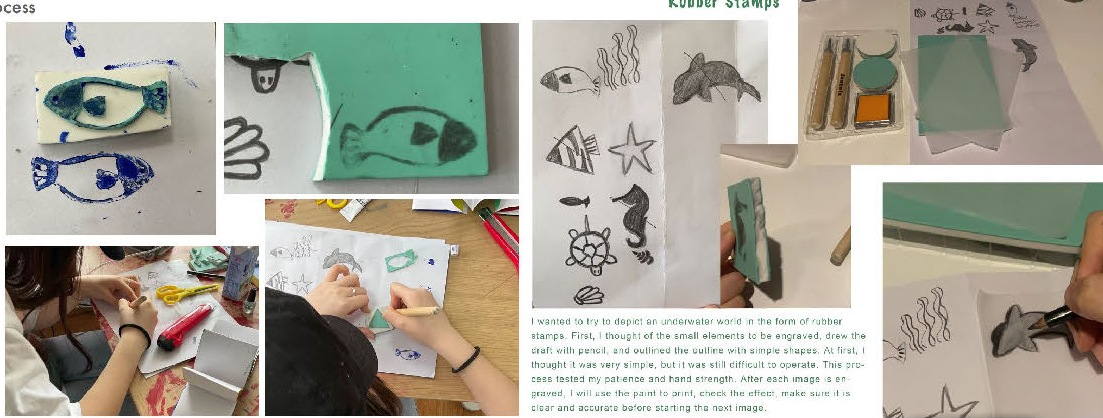 ocess
Rubber Stamps
I wanted to try to depict an underwater world in the form of rubber
stamps. First, I thought of the small elements to be engraved, drew the
draft with pencil, and outlined the outline with simple shapes. At first, I
thought it was very simple, but it was still difficult to operate. This pro-
cess tested my patience and hand strength. After each image is en-
graved, I will use the paint to print, check the effect, make sure it is
clear and accurate before starting the next image.